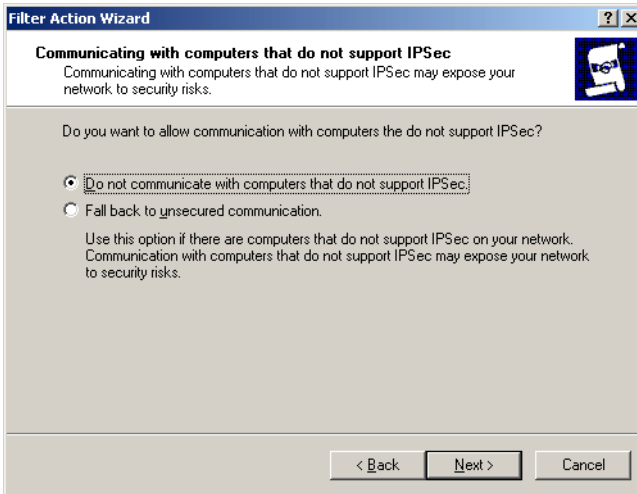 Filter Action Wizard
Communicating with computers that do not support IPSec
Communicating with computers that do not support IPSec may expose your
network to security risks.
Do you want to allow communication with computers the do not support IPSec?
Do not communicate with computers that do not support IPSec.
Fall back to unsecured communication.
Use this option if there are computers that do not support IPSec on your network.
Communication with computers that do not support IPSec may expose your network
to security risks.
< Back Next > Cancel